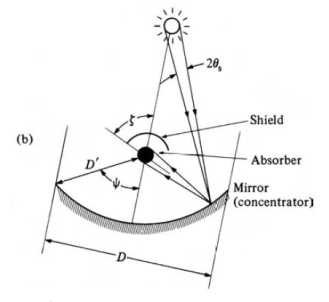 2θs
ζ
Shield
(b)
Absorber
D′
ψ
Mirror
(concentrator)
D